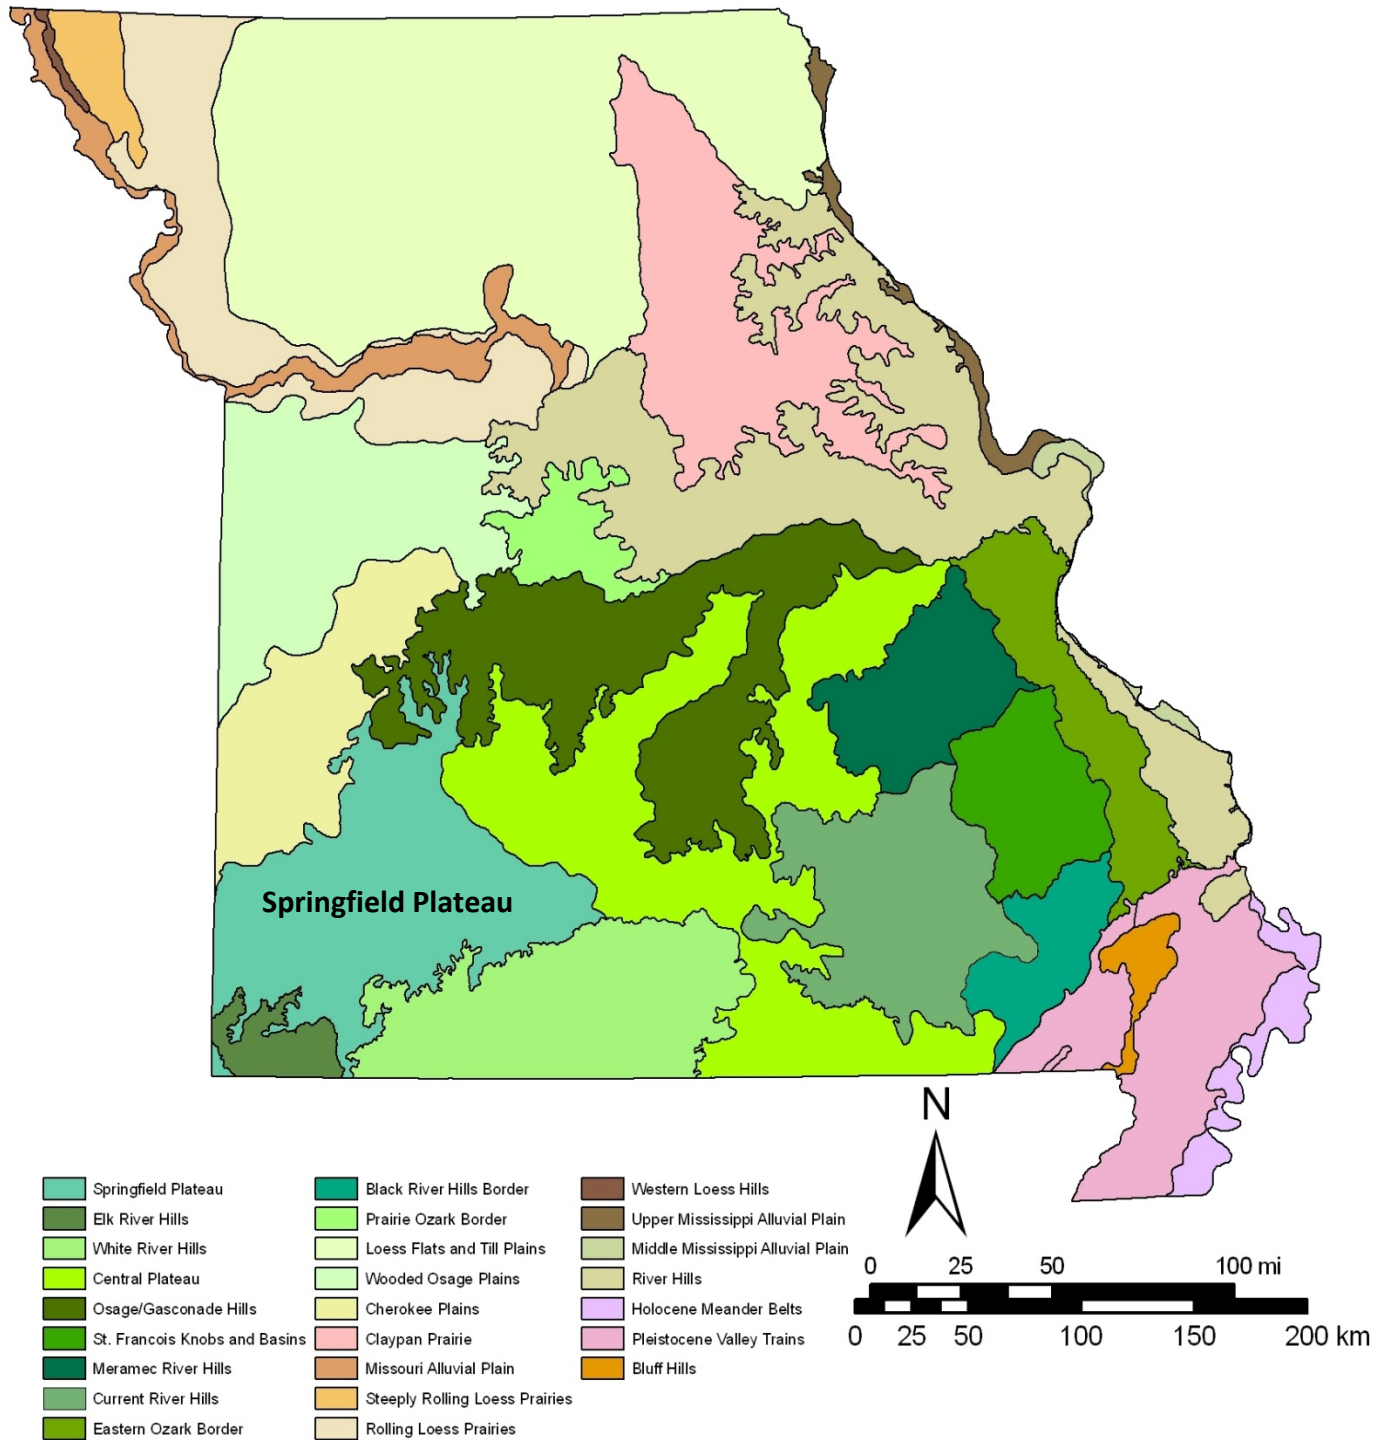 Springfield Plateau
N
Springfield Plateau
Elk River Hills
White River Hills
Central Plateau
Osage/Gasconade Hills
St. Francois Knobs and Basins
Meramec River Hills
Current River Hills
Eastern Ozark Border
Black River Hills Border
Prairie Ozark Border
Loess Flats and Till Plains
Wooded Osage Plains
Cherokee Plains
Claypan Prairie
Missouri Alluvial Plain
Steeply Rolling Loess Prairies
Rolling Loess Prairies
Western Loess Hills
Upper Mississippi Alluvial Plain
Middle Mississippi Alluvial Plain
River Hills
Holocene Meander Belts
Pleistocene Valley Trains
Bluff Hills
0 25 50 100 mi
0 25 50 100 150 200 km